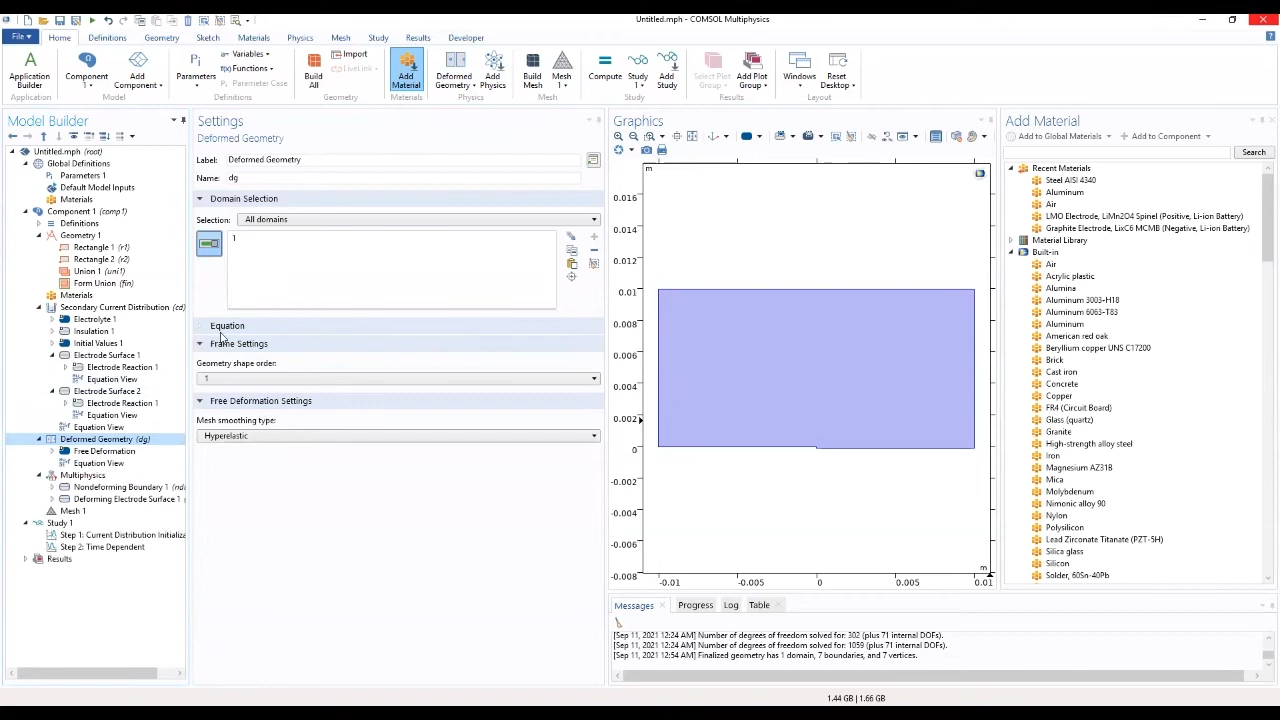 Untitled.mph - COMSOL Multiphysics
File
Home
Definitions
Geometry
Sketch
Materials
Physics
Mesh
Study
Results
Developer
Application Builder
Application
Component 1
Add Component
Model
Parameters
Variables
Functions
Parameter Case
Definitions
Build All
Import
LiveLink
Geometry
Add Material
Materials
Deformed Geometry
Add Physics
Physics
Build Mesh
Mesh 1
Mesh
Compute
Study 1
Add Study
Study
Select Plot Group
Add Plot Group
Results
Windows
Reset Desktop
Layout
Model Builder
Untitled.mph (root)
Global Definitions
Parameters 1
Default Model Inputs
Materials
Component 1 (comp1)
Definitions
Geometry 1
Rectangle 1 (r1)
Rectangle 2 (r2)
Union 1 (uni1)
Form Union (fin)
Materials
Secondary Current Distribution (cd)
Electrolyte 1
Insulation 1
Initial Values 1
Electrode Surface 1
Electrode Reaction 1
Equation View
Electrode Surface 2
Electrode Reaction 1
Equation View
Equation View
Deformed Geometry (dg)
Free Deformation
Equation View
Multiphysics
Nondeforming Boundary 1 (nd
Deforming Electrode Surface 1
Mesh 1
Study 1
Step 1: Current Distribution Initializa
Step 2: Time Dependent
Results
Settings
Deformed Geometry
Label: Deformed Geometry
Name: dg
Domain Selection
Selection: All domains
1
Equation
Frame Settings
Geometry shape order:
1
Free Deformation Settings
Mesh smoothing type:
Hyperelastic
Graphics
m
0.016
0.014
0.012
0.01
0.008
0.006
0.004
0.002
0
-0.002
-0.004
-0.006
-0.008
m
-0.01
-0.005
0
0.005
0.01
Messages
Progress
Log
Table
[Sep 11, 2021 12:24 AM] Number of degrees of freedom solved for: 302 (plus 71 internal DOFs).
[Sep 11, 2021 12:24 AM] Number of degrees of freedom solved for: 1059 (plus 71 internal DOFs).
[Sep 11, 2021 12:54 AM] Finalized geometry has 1 domain, 7 boundaries, and 7 vertices.
Add Material
Add to Global Materials
Add to Component
Search
Recent Materials
Steel AISI 4340
Aluminum
Air
LMO Electrode, LiMn2O4 Spinel (Positive, Li-ion Battery)
Graphite Electrode, LixC6 MCMB (Negative, Li-ion Battery)
Material Library
Built-in
Air
Acrylic plastic
Alumina
Aluminum 3003-H18
Aluminum 6063-T83
Aluminum
American red oak
Beryllium copper UNS C17200
Brick
Cast iron
Concrete
Copper
FR4 (Circuit Board)
Glass (quartz)
Granite
High-strength alloy steel
Iron
Magnesium AZ31B
Mica
Molybdenum
Nimonic alloy 90
Nylon
Polysilicon
Lead Zirconate Titanate (PZT-5H)
Silica glass
Silicon
Solder, 60Sn-40Pb
1.44 GB | 1.66 GB